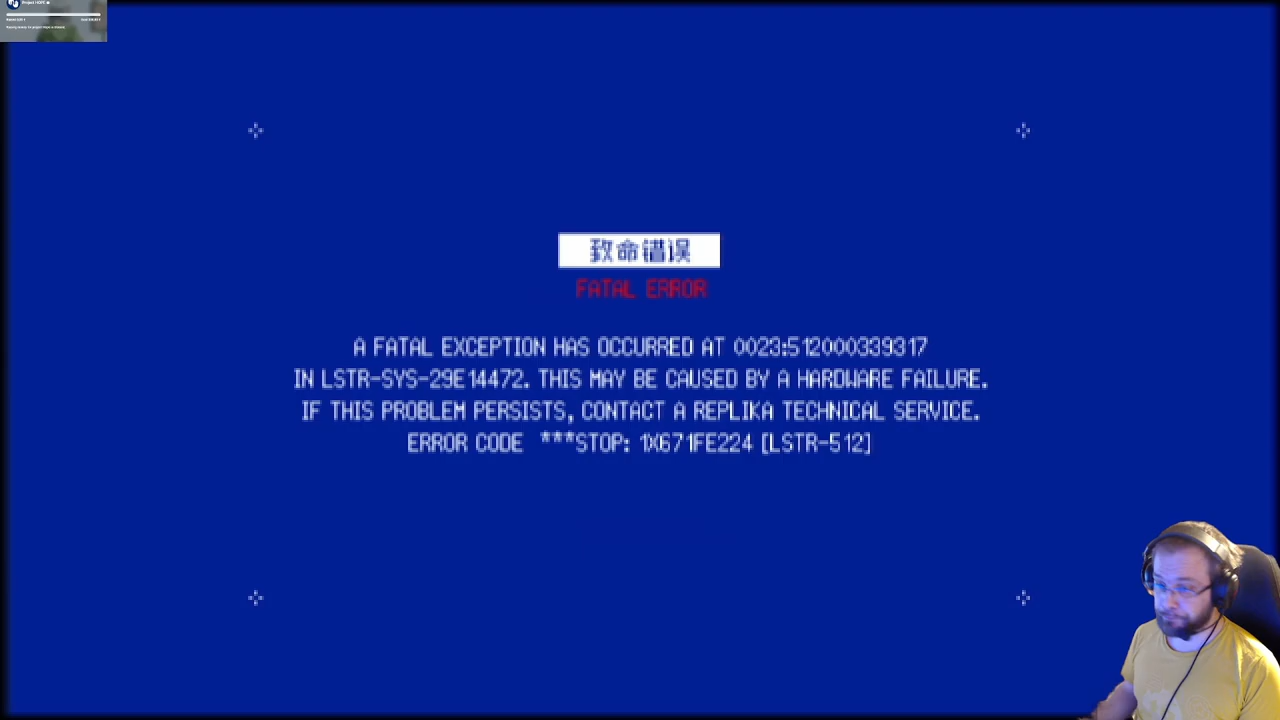 Project HOPE
致命错误
FATAL ERROR
A FATAL EXCEPTION HAS OCCURRED AT 0023:512000339317
IN LSTR-SYS-29E14472. THIS MAY BE CAUSED BY A HARDWARE FAILURE.
IF THIS PROBLEM PERSISTS, CONTACT A REPLIKA TECHNICAL SERVICE.
ERROR CODE ***STOP: 1X671FE224 [LSTR-512]